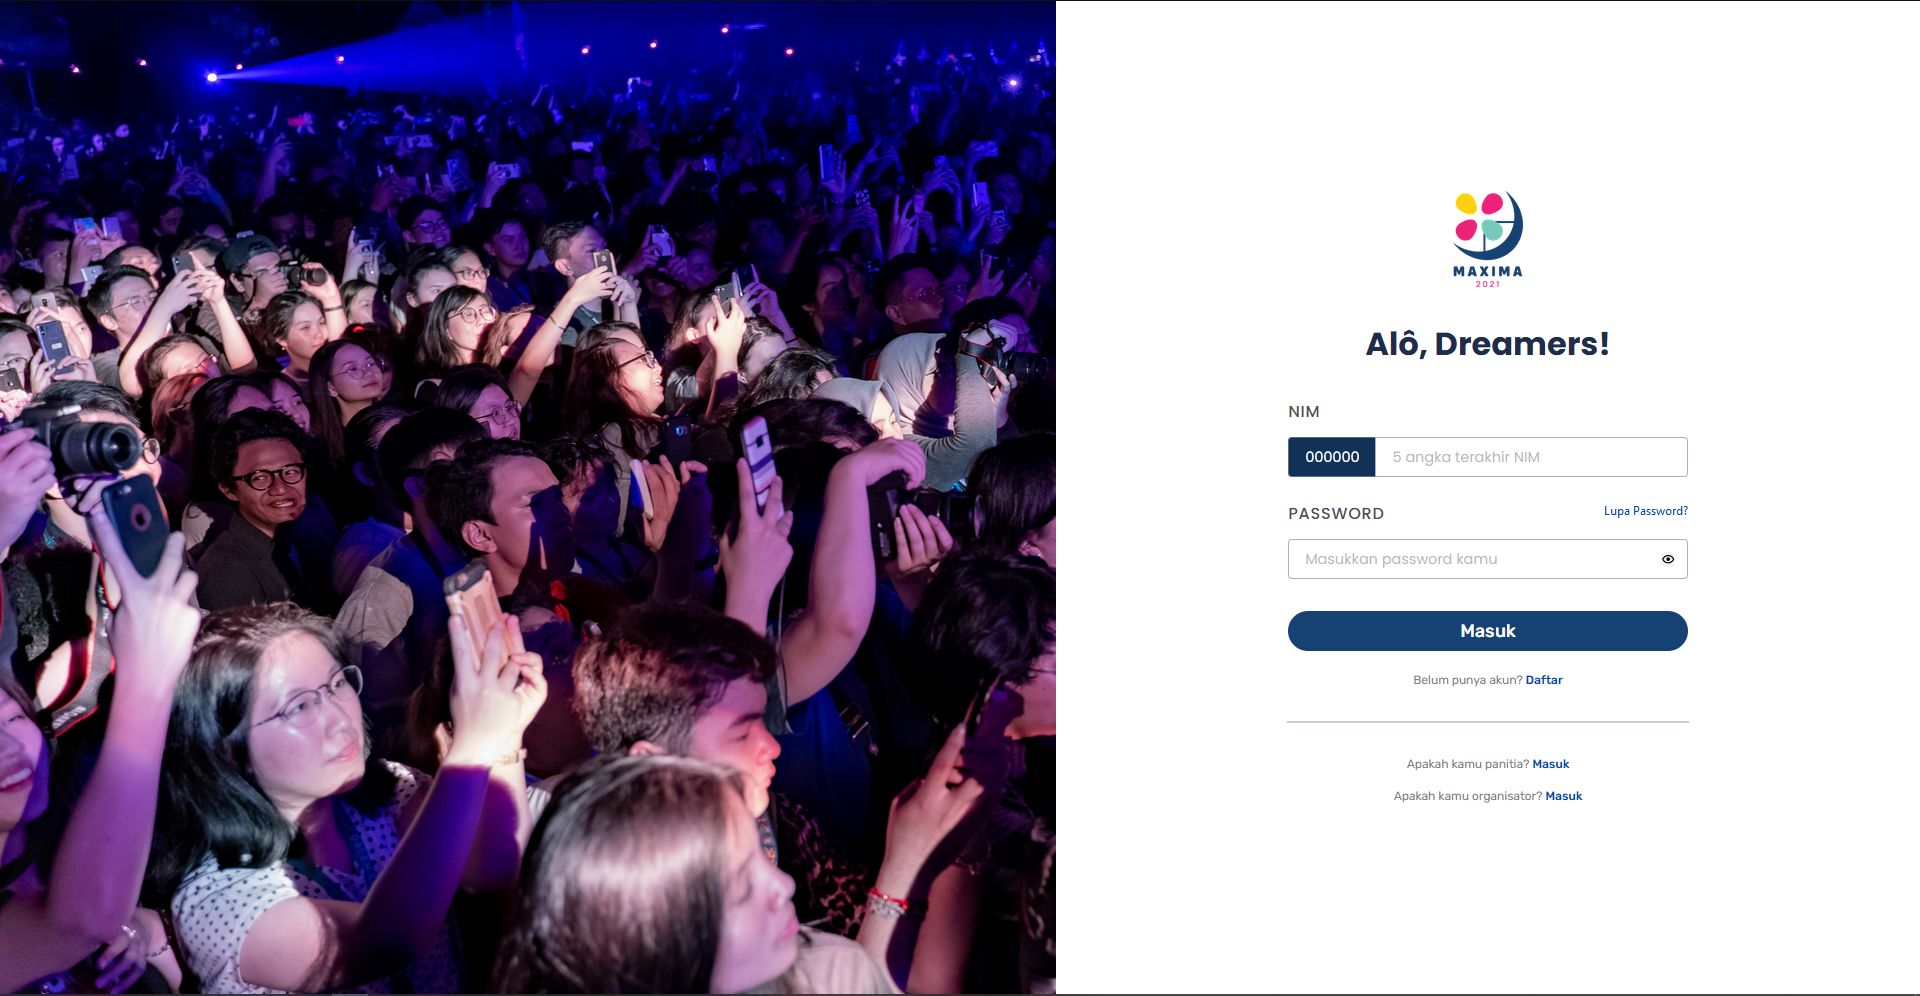 MAXIMA
2021
Alô, Dreamers!
NIM
000000 5 angka terakhir NIM
PASSWORD Lupa Password?
Masukkan password kamu
Masuk
Belum punya akun? Daftar
Apakah kamu panitia? Masuk
Apakah kamu organisator? Masuk